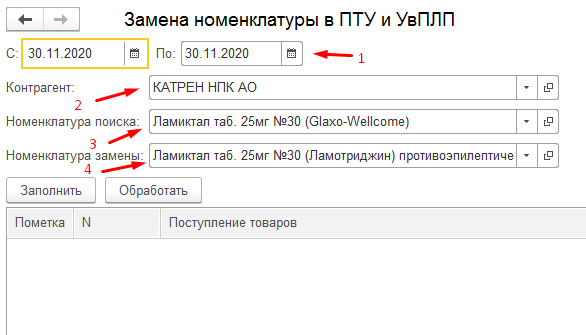 Замена номенклатуры в ПТУ и УвПЛП
С: 30.11.2020 По: 30.11.2020 1
Контрагент: КАТРЕН НПК АО
2
Номенклатура поиска: Ламиктал таб. 25мг №30 (Glaxo-Wellcome)
3
Номенклатура замены: Ламиктал таб. 25мг №30 (Ламотриджин) противоэпилептиче
4
Заполнить Обработать
Пометка N Поступление товаров